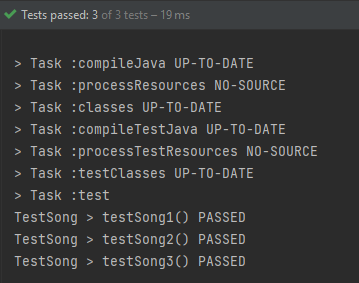 Tests passed: 3 of 3 tests – 19 ms
> Task :compileJava UP-TO-DATE
> Task :processResources NO-SOURCE
> Task :classes UP-TO-DATE
> Task :compileTestJava UP-TO-DATE
> Task :processTestResources NO-SOURCE
> Task :testClasses UP-TO-DATE
> Task :test
TestSong > testSong1() PASSED
TestSong > testSong2() PASSED
TestSong > testSong3() PASSED